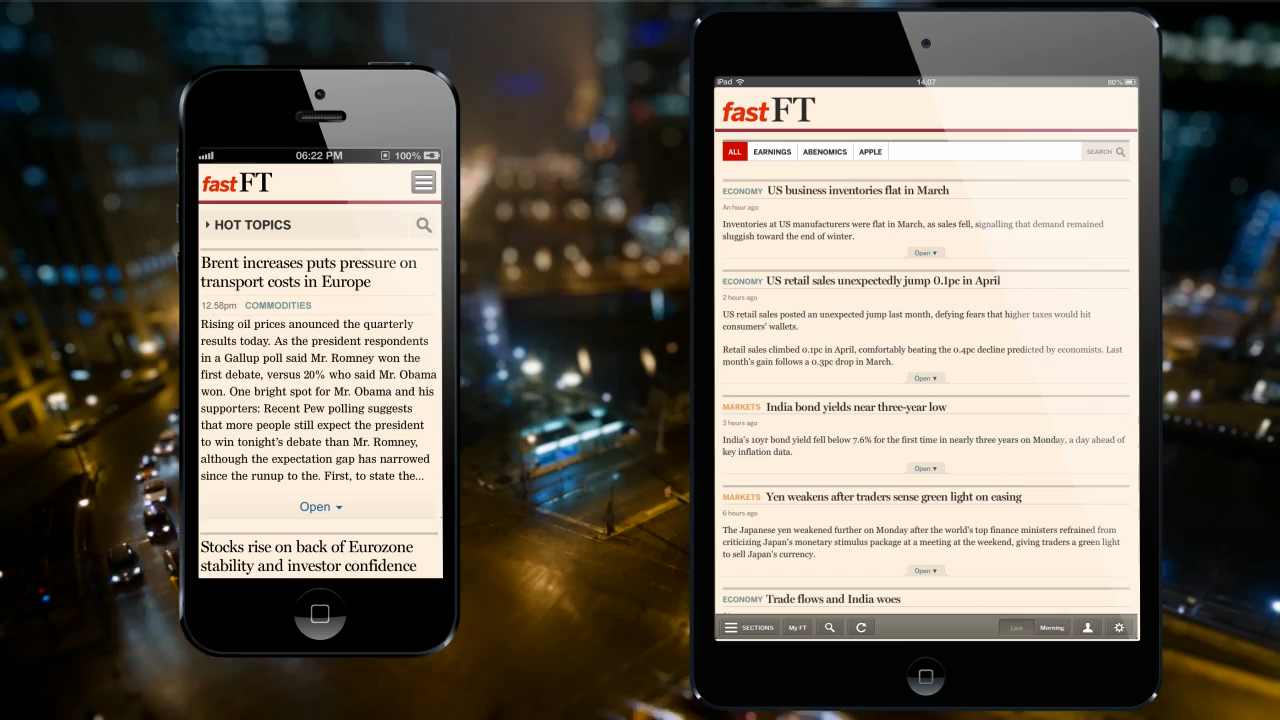 06:22 PM
100%
fastFT
HOT TOPICS
Brent increases puts pressure on
transport costs in Europe
12.58pm COMMODITIES
Rising oil prices anounced the quarterly
results today. As the president respondents
in a Gallup poll said Mr. Romney won the
first debate, versus 20% who said Mr. Obama
won. One bright spot for Mr. Obama and his
supporters: Recent Pew polling suggests
that more people still expect the president
to win tonight's debate than Mr. Romney,
although the expectation gap has narrowed
since the runup to the. First, to state the...
Open
Stocks rise on back of Eurozone
stability and investor confidence
iPad
14:07
80%
fastFT
ALL EARNINGS ABENOMICS APPLE SEARCH
ECONOMY US business inventories flat in March
An hour ago
Inventories at US manufacturers were flat in March, as sales fell, signalling that demand remained
sluggish toward the end of winter.
Open
ECONOMY US retail sales unexpectedly jump 0.1pc in April
2 hours ago
US retail sales posted an unexpected jump last month, defying fears that higher taxes would hit
consumers' wallets.
Retail sales climbed 0.1pc in April, comfortably beating the 0.4pc decline predicted by economists. Last
month's gain follows a 0.3pc drop in March.
Open
MARKETS India bond yields near three-year low
3 hours ago
India's 10yr bond yield fell below 7.6% for the first time in nearly three years on Monday, a day ahead of
key inflation data.
Open
MARKETS Yen weakens after traders sense green light on easing
6 hours ago
The Japanese yen weakened further on Monday after the world's top finance ministers refrained from
criticizing Japan's monetary stimulus package at a meeting at the weekend, giving traders a green light
to sell Japan's currency.
Open
ECONOMY Trade flows and India woes
SECTIONS My FT Live Morning